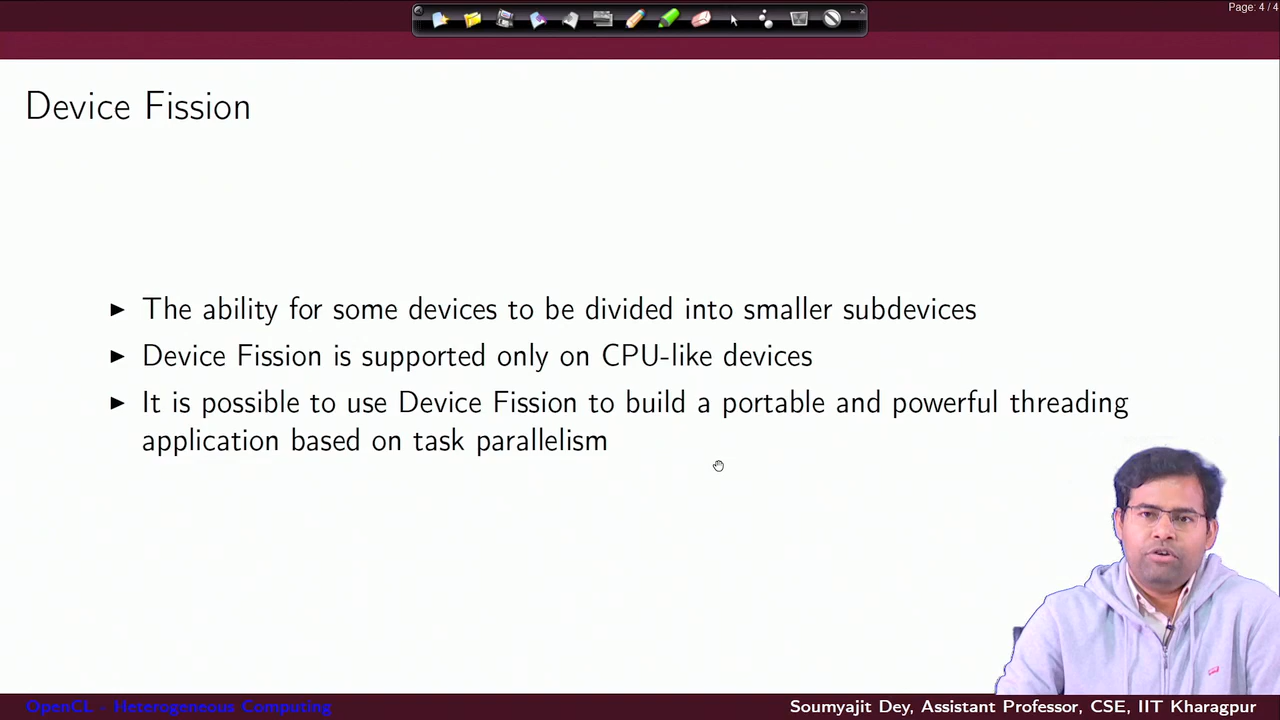 Page: 4 / 4
Device Fission
► The ability for some devices to be divided into smaller subdevices
► Device Fission is supported only on CPU-like devices
► It is possible to use Device Fission to build a portable and powerful threading
application based on task parallelism
OpenCL - Heterogeneous Computing
Soumyajit Dey, Assistant Professor, CSE, IIT Kharagpur